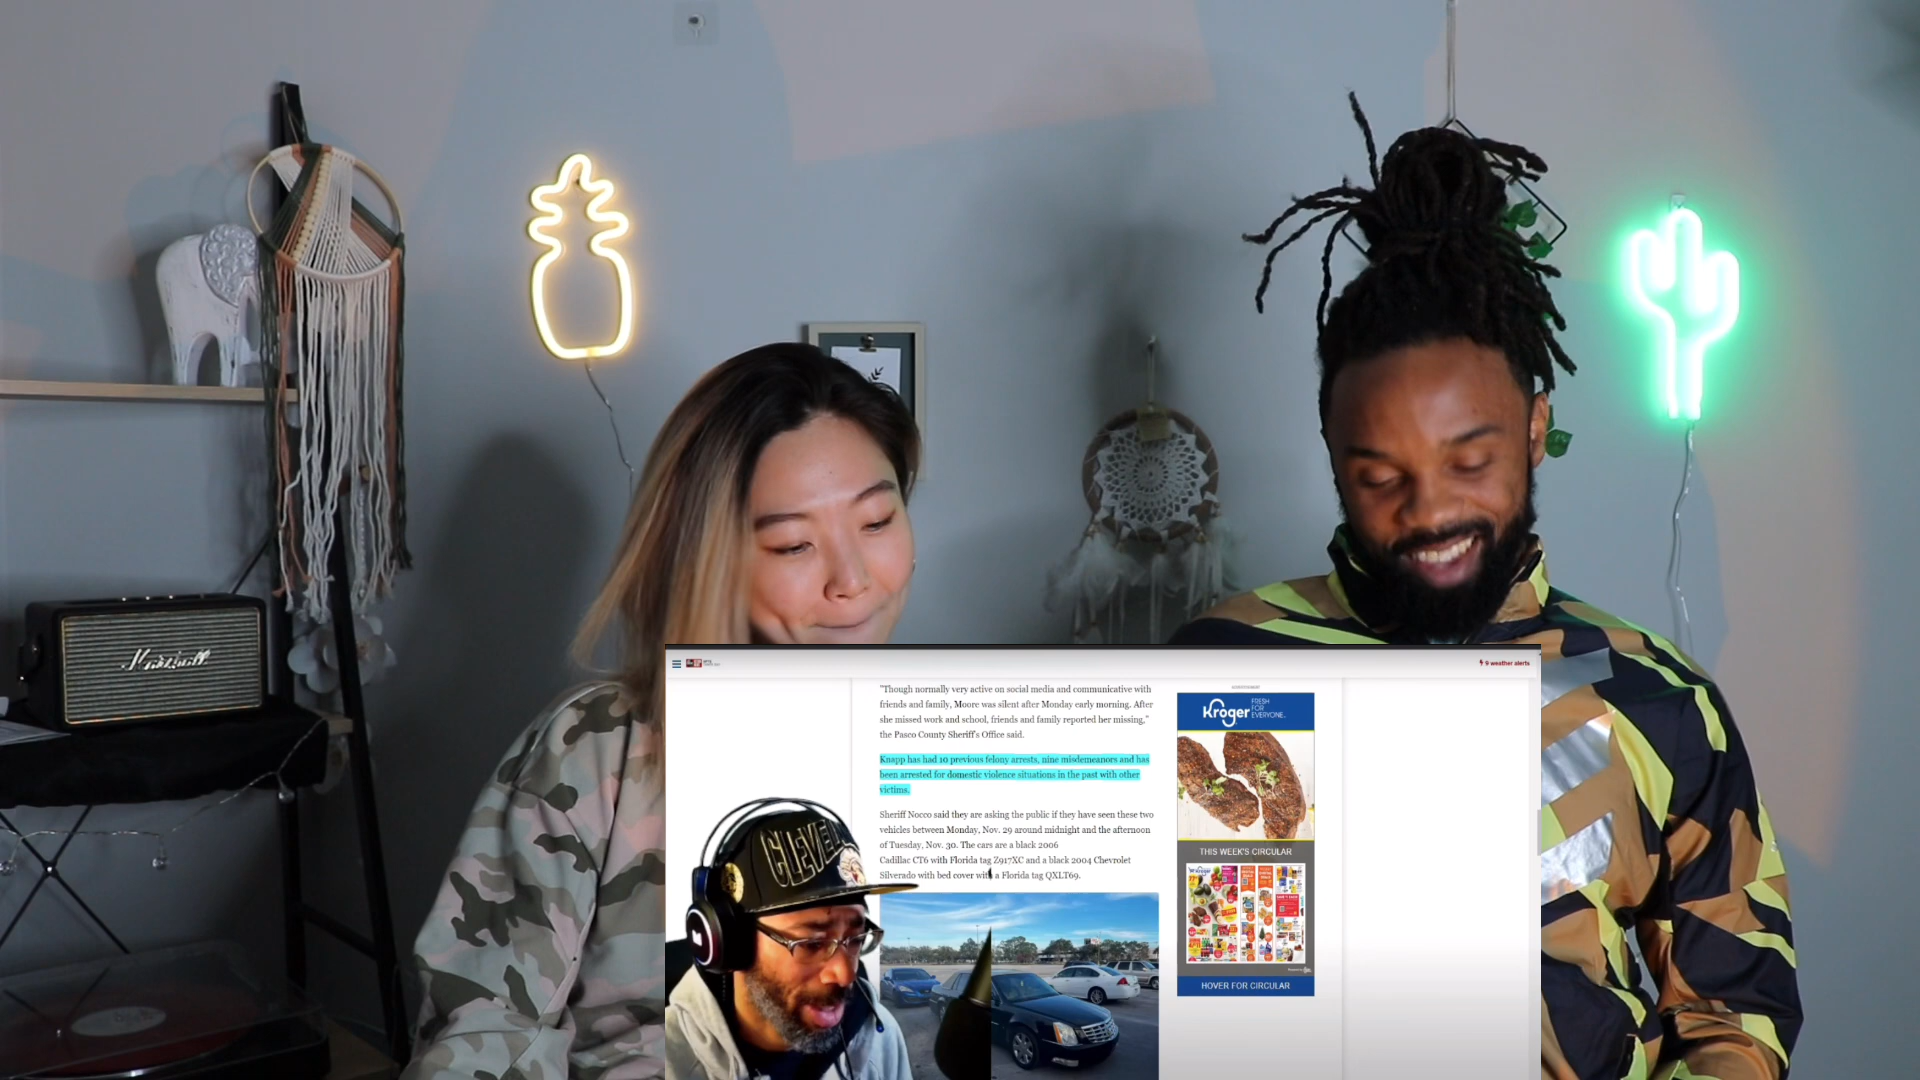 Marshall
9 weather alerts
"Though normally very active on social media and communicative with
friends and family, Moore was silent after Monday early morning. After
she missed work and school, friends and family reported her missing,"
the Pasco County Sheriff's Office said.
Knapp has had 10 previous felony arrests, nine misdemeanors and has
been arrested for domestic violence situations in the past with other
victims.
Sheriff Nocco said they are asking the public if they have seen these two
vehicles between Monday, Nov. 29 around midnight and the afternoon
of Tuesday, Nov. 30. The cars are a black 2006
Cadillac CT6 with Florida tag Z917XC and a black 2004 Chevrolet
Silverado with bed cover with a Florida tag QXLT69.
ADVERTISEMENT
Kroger
FRESH
FOR
EVERYONE.
THIS WEEK'S CIRCULAR
Kroger
HOVER FOR CIRCULAR
CLEVEL